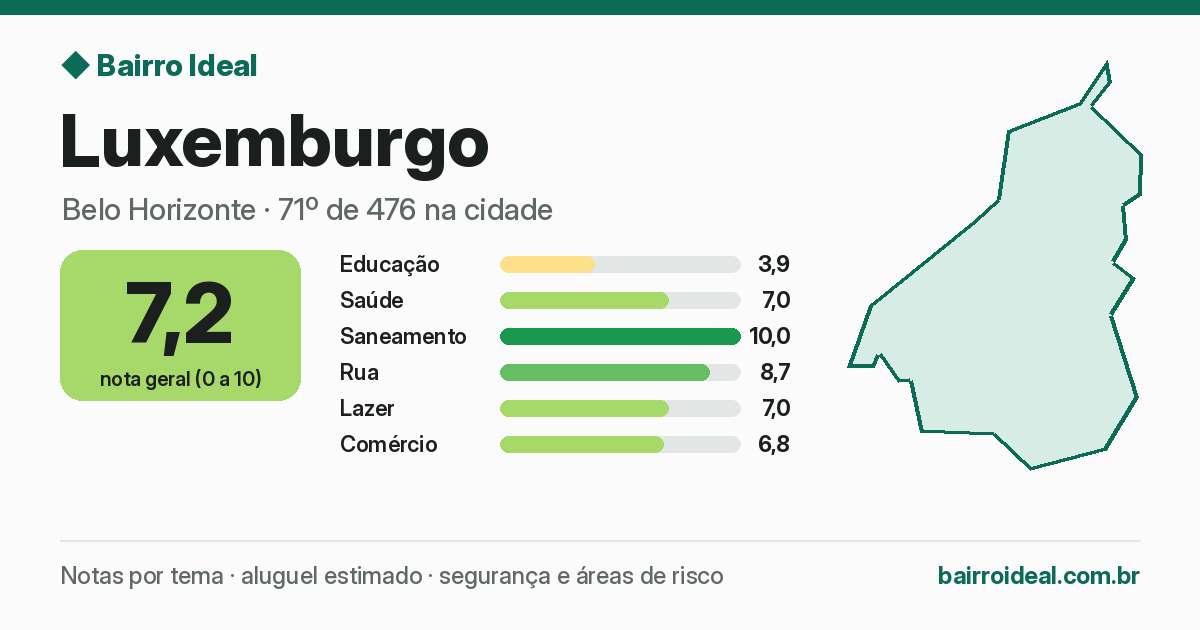 Bairro Ideal
Luxemburgo
Belo Horizonte · 71º de 476 na cidade
7,2
nota geral (0 a 10)
Educação 3,9
Saúde 7,0
Saneamento 10,0
Rua 8,7
Lazer 7,0
Comércio 6,8
Notas por tema · aluguel estimado · segurança e áreas de risco
bairroideal.com.br